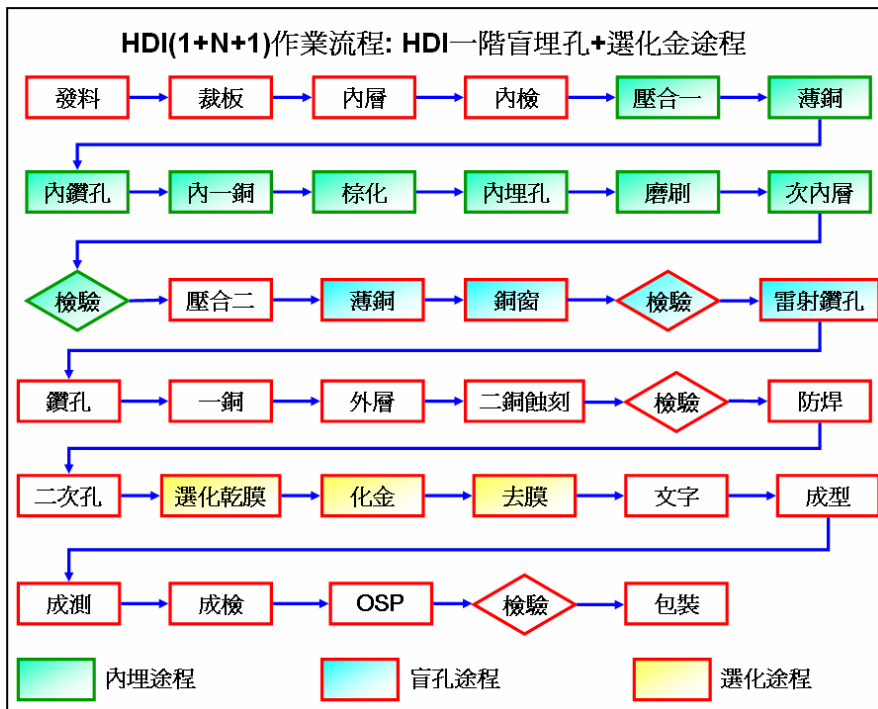 HDI(1+N+1)作業流程: HDI一階盲埋孔+選化金途程
發料 裁板 內層 內檢 壓合一 薄銅
內鑽孔 內一銅 棕化 內埋孔 磨刷 次內層
檢驗 壓合二 薄銅 銅窗 檢驗 雷射鑽孔
鑽孔 一銅 外層 二銅蝕刻 檢驗 防焊
二次孔 選化乾膜 化金 去膜 文字 成型
成測 成檢 OSP 檢驗 包裝
內埋途程 盲孔途程 選化途程